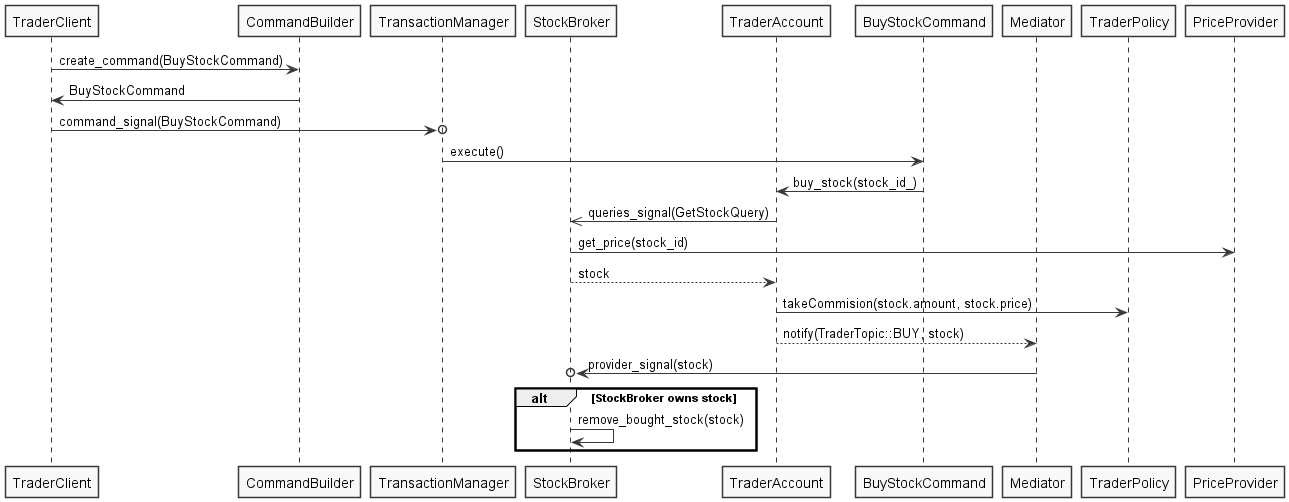 TraderClient CommandBuilder TransactionManager StockBroker TraderAccount BuyStockCommand Mediator TraderPolicy PriceProvider
create_command(BuyStockCommand)
BuyStockCommand
command_signal(BuyStockCommand)
execute()
buy_stock(stock_id_)
queries_signal(GetStockQuery)
get_price(stock_id)
stock
takeCommision(stock.amount, stock.price)
notify(TraderTopic::BUY, stock)
provider_signal(stock)
alt [StockBroker owns stock]
remove_bought_stock(stock)
TraderClient CommandBuilder TransactionManager StockBroker TraderAccount BuyStockCommand Mediator TraderPolicy PriceProvider